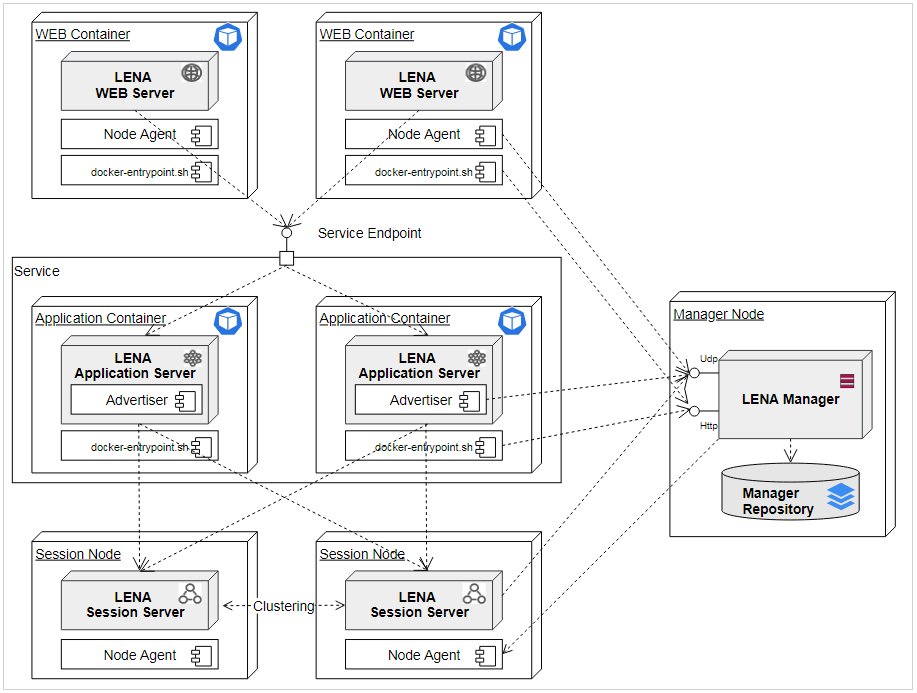 WEB Container
LENA
WEB Server
Node Agent
docker-entrypoint.sh
WEB Container
LENA
WEB Server
Node Agent
docker-entrypoint.sh
Service Endpoint
Service
Application Container
LENA
Application Server
Advertiser
docker-entrypoint.sh
Application Container
LENA
Application Server
Advertiser
docker-entrypoint.sh
Manager Node
Udp
LENA Manager
Http
Manager
Repository
Session Node
LENA
Session Server
Node Agent
Clustering
Session Node
LENA
Session Server
Node Agent